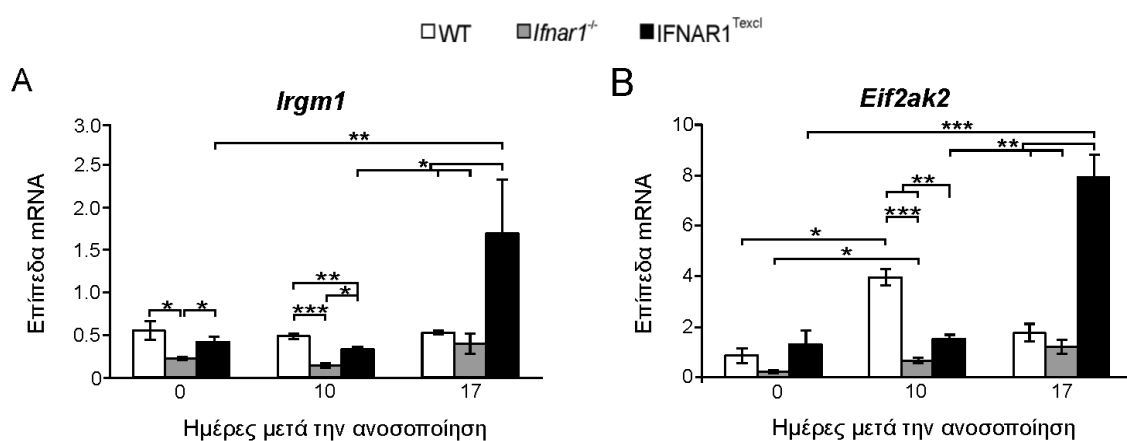 WT Ifnar1-/- IFNAR1Texcl
A
Irgm1
Επίπεδα mRNA
3.0
2.5
2.0
1.5
1.0
0.5
0
** 
*
* *
** 
*
***
0 10 17
Ημέρες μετά την ανοσοποίηση
B
Eif2ak2
Επίπεδα mRNA
10
8
6
4
2
0
***
**
**
***
*
*
0 10 17
Ημέρες μετά την ανοσοποίηση